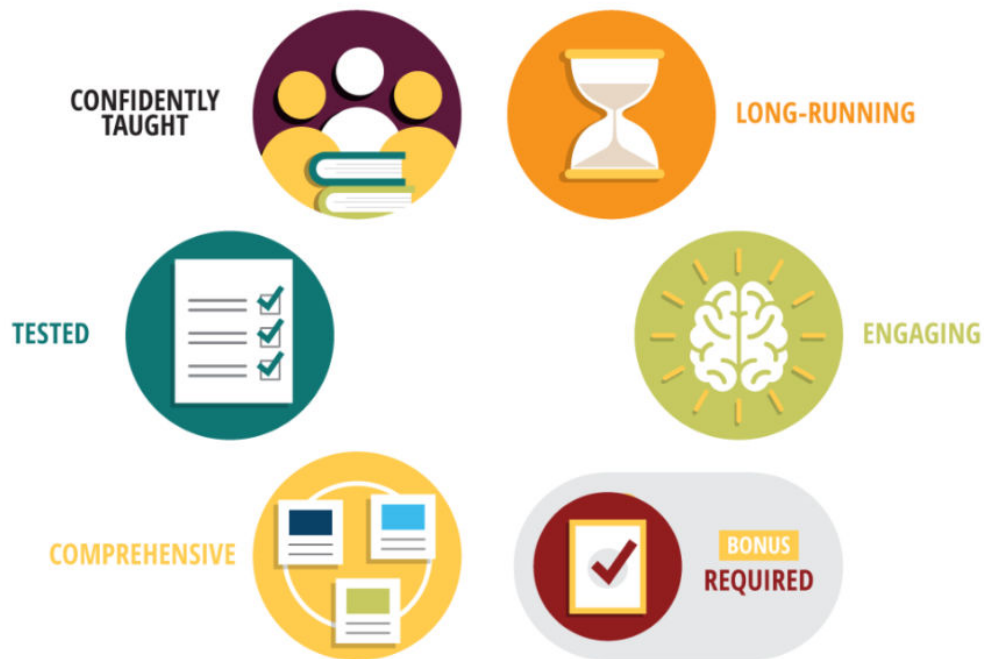 CONFIDENTLY
TAUGHT
LONG-RUNNING
TESTED
ENGAGING
COMPREHENSIVE
BONUS
REQUIRED